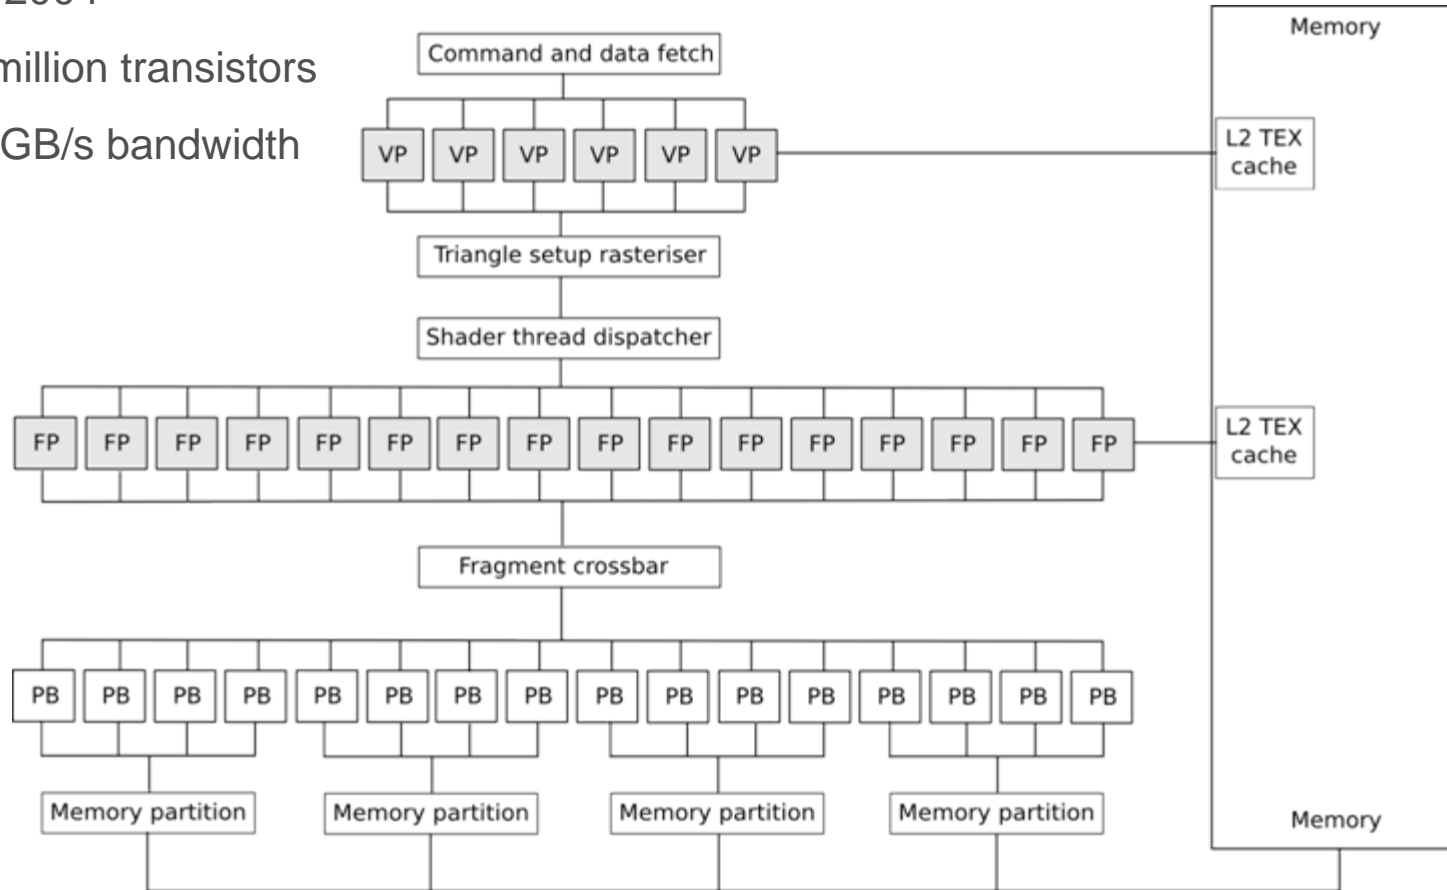 million transistors
GB/s bandwidth
Command and data fetch
Memory
VP VP VP VP VP VP
L2 TEX
cache
Triangle setup rasteriser
Shader thread dispatcher
FP FP FP FP FP FP FP FP FP FP FP FP FP FP FP FP
L2 TEX
cache
Fragment crossbar
PB PB PB PB PB PB PB PB PB PB PB PB PB PB PB PB
Memory partition Memory partition Memory partition Memory partition
Memory